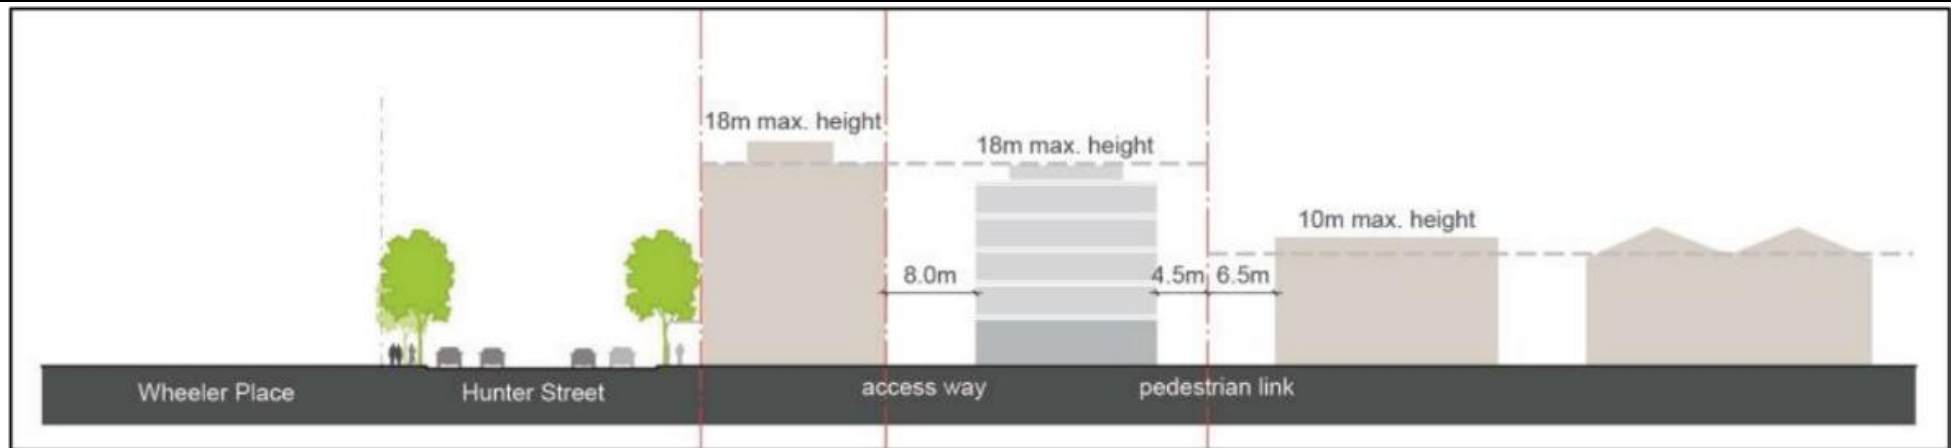 18m max. height
18m max. height
10m max. height
8.0m
4.5m
6.5m
Wheeler Place
Hunter Street
access way
pedestrian link